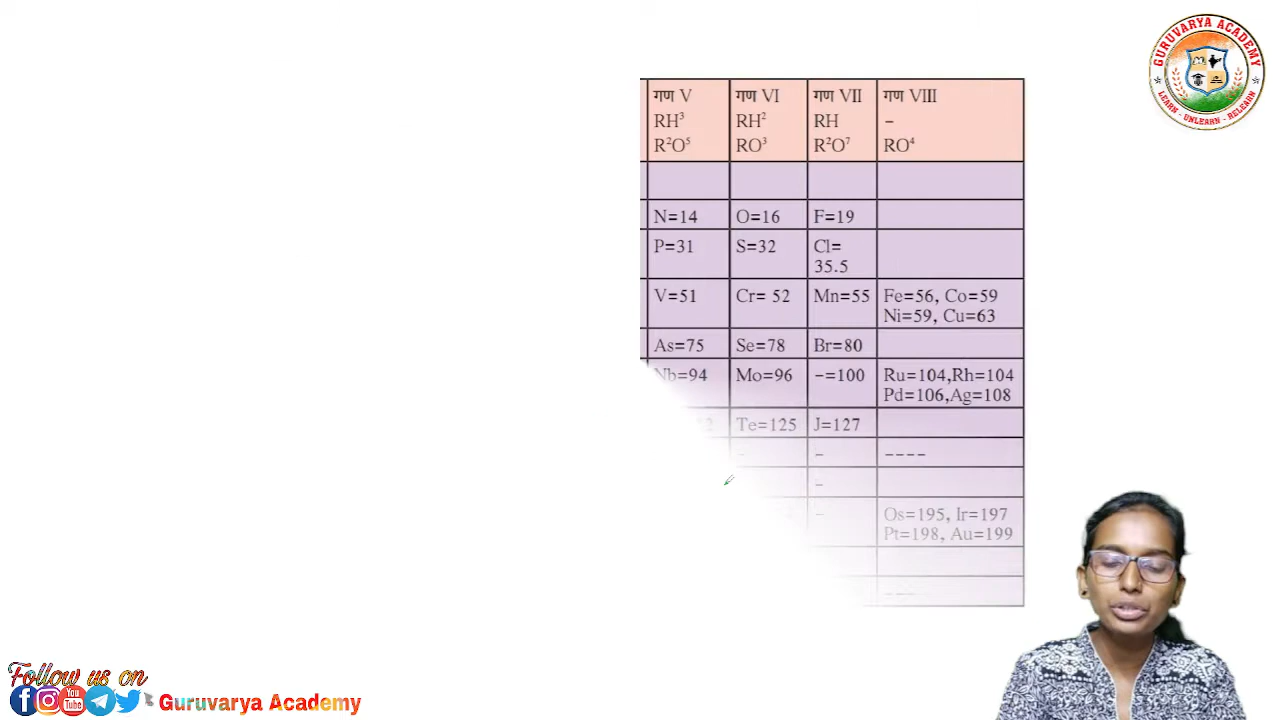 GURUVARYA ACADEMY
LEARN - UNLEARN - RELEARN
गण V गण VI गण VII गण VIII
RH³ RH² RH –
R²O⁵ RO³ R²O⁷ RO⁴
N=14 O=16 F=19
P=31 S=32 Cl=
35.5
V=51 Cr= 52 Mn=55 Fe=56, Co=59
Ni=59, Cu=63
As=75 Se=78 Br=80
Nb=94 Mo=96 -=100 Ru=104,Rh=104
Pd=106,Ag=108
Te=125 J=127
- - ----
-
- Os=195, Ir=197
Pt=198, Au=199
----
Follow us on
You
Tube
Guruvarya Academy